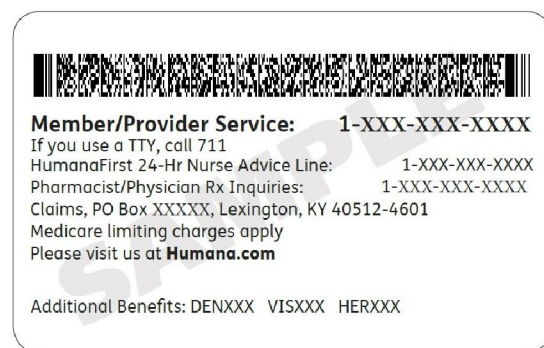 Member/Provider Service: 1-XXX-XXX-XXXX
If you use a TTY, call 711
HumanaFirst 24-Hr Nurse Advice Line: 1-XXX-XXX-XXXX
Pharmacist/Physician Rx Inquiries: 1-XXX-XXX-XXXX
Claims, PO Box XXXXX, Lexington, KY 40512-4601
Medicare limiting charges apply
Please visit us at Humana.com
Additional Benefits: DENXXX VISXXX HERXXX
SAMPLE